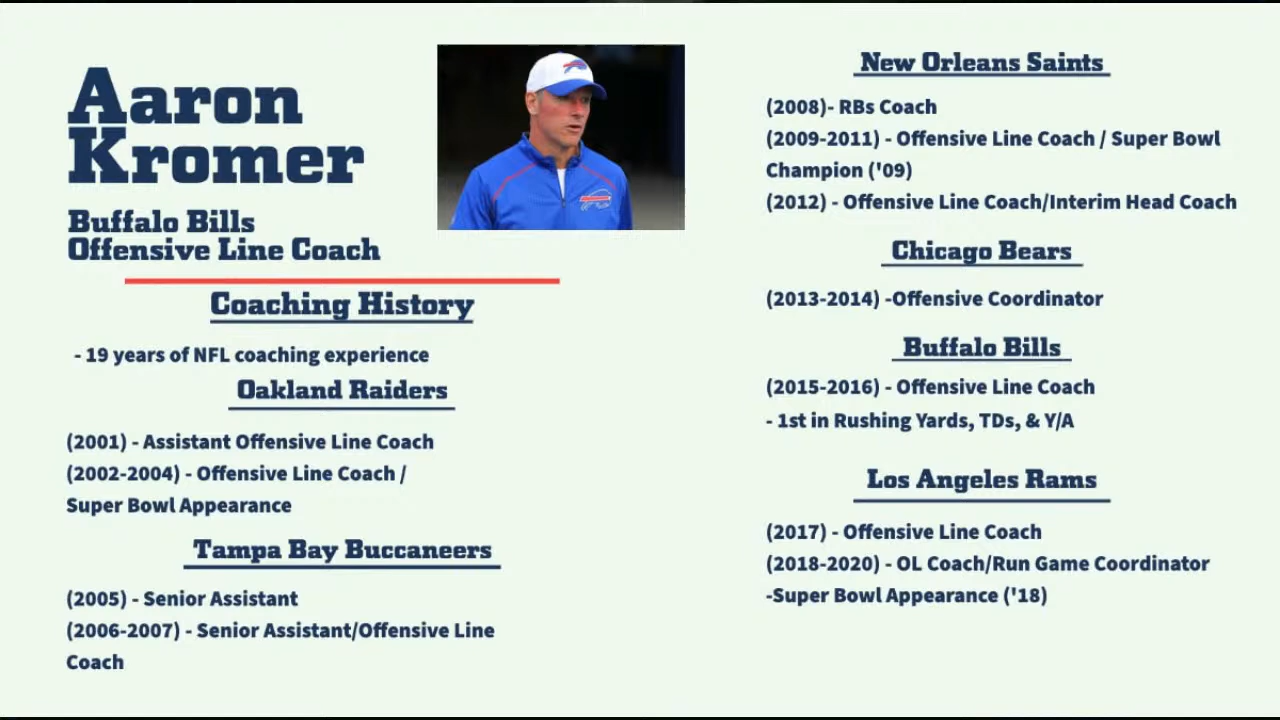 Aaron
Kromer
Buffalo Bills
Offensive Line Coach
Coaching History
- 19 years of NFL coaching experience
Oakland Raiders
(2001) - Assistant Offensive Line Coach
(2002-2004) - Offensive Line Coach /
Super Bowl Appearance
Tampa Bay Buccaneers
(2005) - Senior Assistant
(2006-2007) - Senior Assistant/Offensive Line
Coach
New Orleans Saints
(2008)- RBs Coach
(2009-2011) - Offensive Line Coach / Super Bowl
Champion ('09)
(2012) - Offensive Line Coach/Interim Head Coach
Chicago Bears
(2013-2014) -Offensive Coordinator
Buffalo Bills
(2015-2016) - Offensive Line Coach
- 1st in Rushing Yards, TDs, & Y/A
Los Angeles Rams
(2017) - Offensive Line Coach
(2018-2020) - OL Coach/Run Game Coordinator
-Super Bowl Appearance ('18)